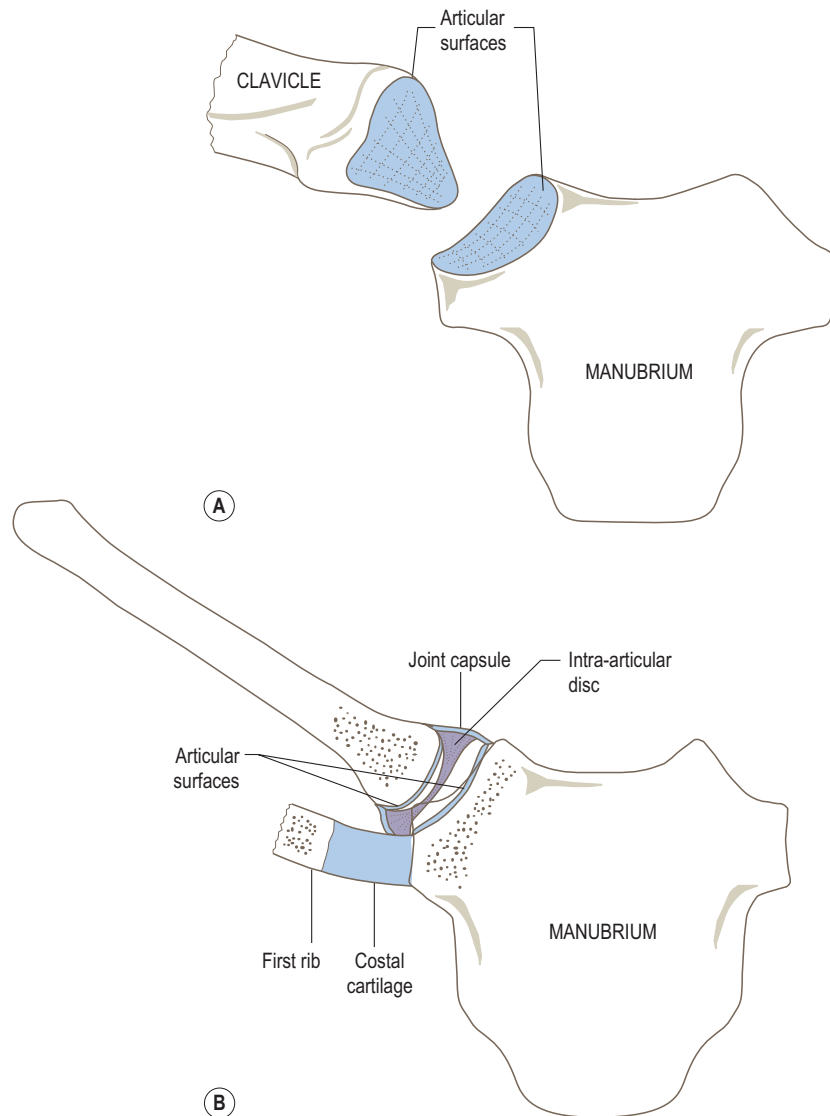 Articular
surfaces
CLAVICLE
MANUBRIUM
A
Joint capsule
Intra-articular
disc
Articular
surfaces
MANUBRIUM
First rib
Costal
cartilage
B